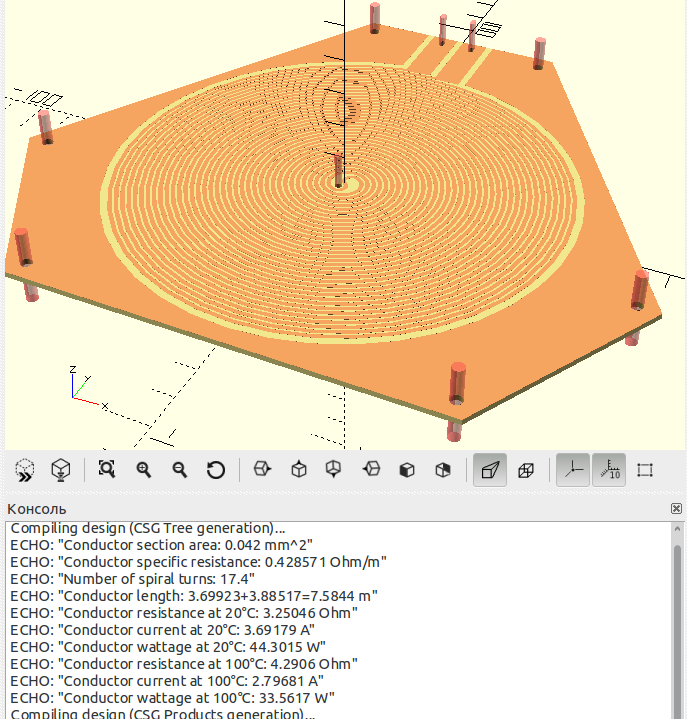 10
10
Z
Y
X
10
Консоль
Compiling design (CSG Tree generation)...
ECHO: "Conductor section area: 0.042 mm^2"
ECHO: "Conductor specific resistance: 0.428571 Ohm/m"
ECHO: "Number of spiral turns: 17.4"
ECHO: "Conductor length: 3.69923+3.88517=7.5844 m"
ECHO: "Conductor resistance at 20°C: 3.25046 Ohm"
ECHO: "Conductor current at 20°C: 3.69179 A"
ECHO: "Conductor wattage at 20°C: 44.3015 W"
ECHO: "Conductor resistance at 100°C: 4.2906 Ohm"
ECHO: "Conductor current at 100°C: 2.79681 A"
ECHO: "Conductor wattage at 100°C: 33.5617 W"
Compiling design (CSG Products generation)...